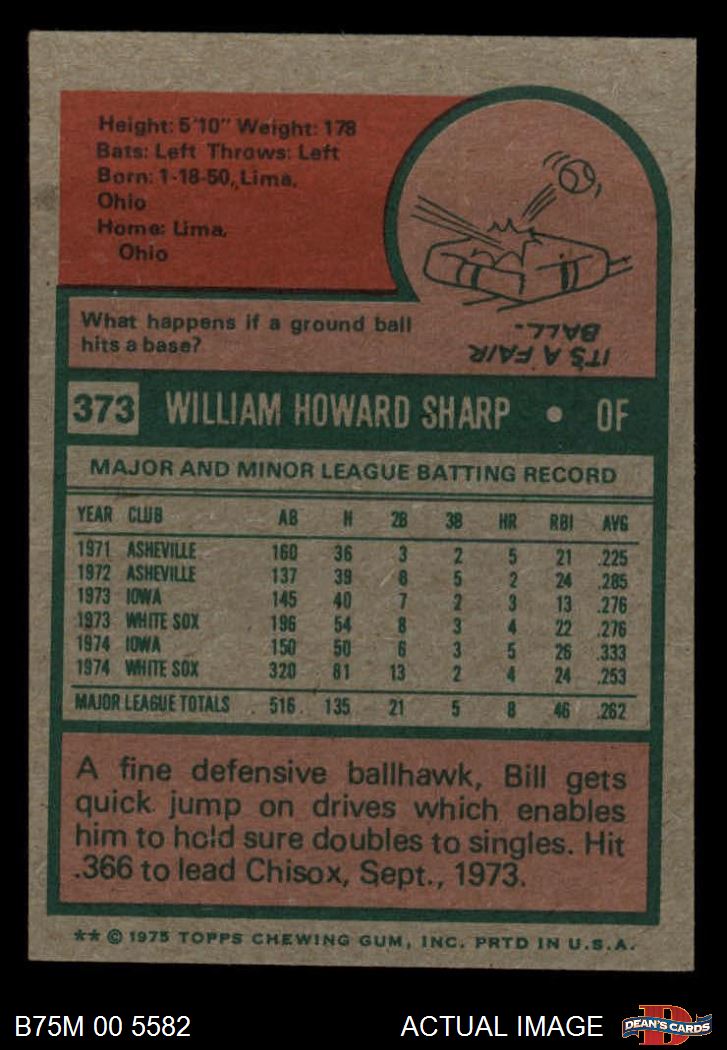 Height: 5'10" Weight: 178
Bats: Left Throws: Left
Born: 1-18-50, Lima,
Ohio
Home: Lima,
Ohio
What happens if a ground ball
hits a base?
IT'S A FAIR
BALL.
373 WILLIAM HOWARD SHARP • OF
MAJOR AND MINOR LEAGUE BATTING RECORD
YEAR CLUB AB H 2B 3B HR RBI AVG
1971 ASHEVILLE 160 36 3 2 5 21 .225
1972 ASHEVILLE 137 39 8 5 2 24 .285
1973 IOWA 145 40 7 2 3 13 .276
1973 WHITE SOX 196 54 8 3 4 22 .276
1974 IOWA 150 50 6 3 5 26 .333
1974 WHITE SOX 320 81 13 2 4 24 .253
MAJOR LEAGUE TOTALS 516 135 21 5 8 46 .262
A fine defensive ballhawk, Bill gets
quick jump on drives which enables
him to hold sure doubles to singles. Hit
.366 to lead Chisox, Sept., 1973.
** © 1975 TOPPS CHEWING GUM, INC. PRTD IN U.S.A.
B75M 00 5582 ACTUAL IMAGE D DEAN'S CARDS